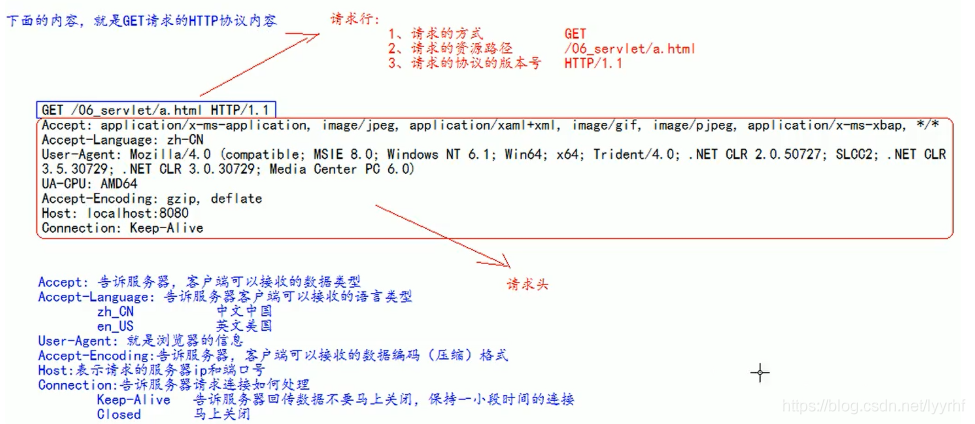 下面的内容，就是GET请求的HTTP协议内容
请求行：
1、请求的方式 GET
2、请求的资源路径 /06_servlet/a.html
3、请求的协议的版本号 HTTP/1.1
GET /06_servlet/a.html HTTP/1.1
Accept: application/x-ms-application, image/jpeg, application/xaml+xml, image/gif, image/pjpeg, application/x-ms-xbap, */*
Accept-Language: zh-CN
User-Agent: Mozilla/4.0 (compatible; MSIE 8.0; Windows NT 6.1; Win64; x64; Trident/4.0; .NET CLR 2.0.50727; SLCC2; .NET CLR
3.5.30729; .NET CLR 3.0.30729; Media Center PC 6.0)
UA-CPU: AMD64
Accept-Encoding: gzip, deflate
Host: localhost:8080
Connection: Keep-Alive
请求头
Accept: 告诉服务器，客户端可以接收的数据类型
Accept-Language: 告诉服务器客户端可以接收的语言类型
zh_CN 中文中国
en_US 英文美国
User-Agent: 就是浏览器的信息
Accept-Encoding:告诉服务器，客户端可以接收的数据编码（压缩）格式
Host:表示请求的服务器ip和端口号
Connection:告诉服务器请求连接如何处理
Keep-Alive 告诉服务器回传数据不要马上关闭，保持一小段时间的连接
Closed 马上关闭
https://blog.csdn.net/lyyrhf